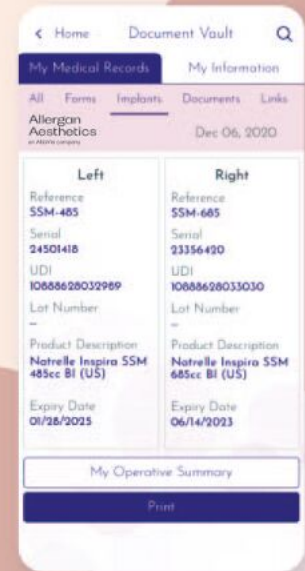 Home
Document Vault
My Medical Records
My Information
All
Forms
Implants
Documents
Links
Allergan
Aesthetics
an AbbVie company
Dec 06, 2020
Left
Reference
SSM-485
Serial
24501418
UDI
10888628032989
Lot Number
--
Product Description
Natrelle Inspira SSM
485cc BI (US)
Expiry Date
01/28/2025
Right
Reference
SSM-685
Serial
23356420
UDI
10888628033030
Lot Number
--
Product Description
Natrelle Inspira SSM
685cc BI (US)
Expiry Date
06/14/2023
My Operative Summary
Print